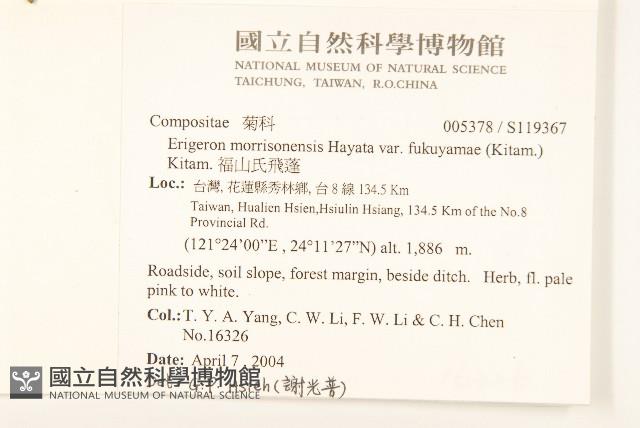 國立自然科學博物館
NATIONAL MUSEUM OF NATURAL SCIENCE
TAICHUNG, TAIWAN, R.O.CHINA
Compositae 菊科 005378 / S119367
Erigeron morrisonensis Hayata var. fukuyamae (Kitam.)
Kitam. 福山氏飛蓬
Loc.: 台灣, 花蓮縣秀林鄉, 台 8 線 134.5 Km
Taiwan, Hualien Hsien,Hsiulin Hsiang, 134.5 Km of the No.8
Provincial Rd.
(121°24'00”E , 24°11'27”N) alt. 1,886 m.
Roadside, soil slope, forest margin, beside ditch. Herb, fl. pale
pink to white.
Col.: T. Y. A. Yang, C. W. Li, F. W. Li & C. H. Chen
No.16326
Date: April 7, 2004
Det. G.P. Hsieh (謝光普)
國立自然科學博物館
NATIONAL MUSEUM OF NATURAL SCIENCE